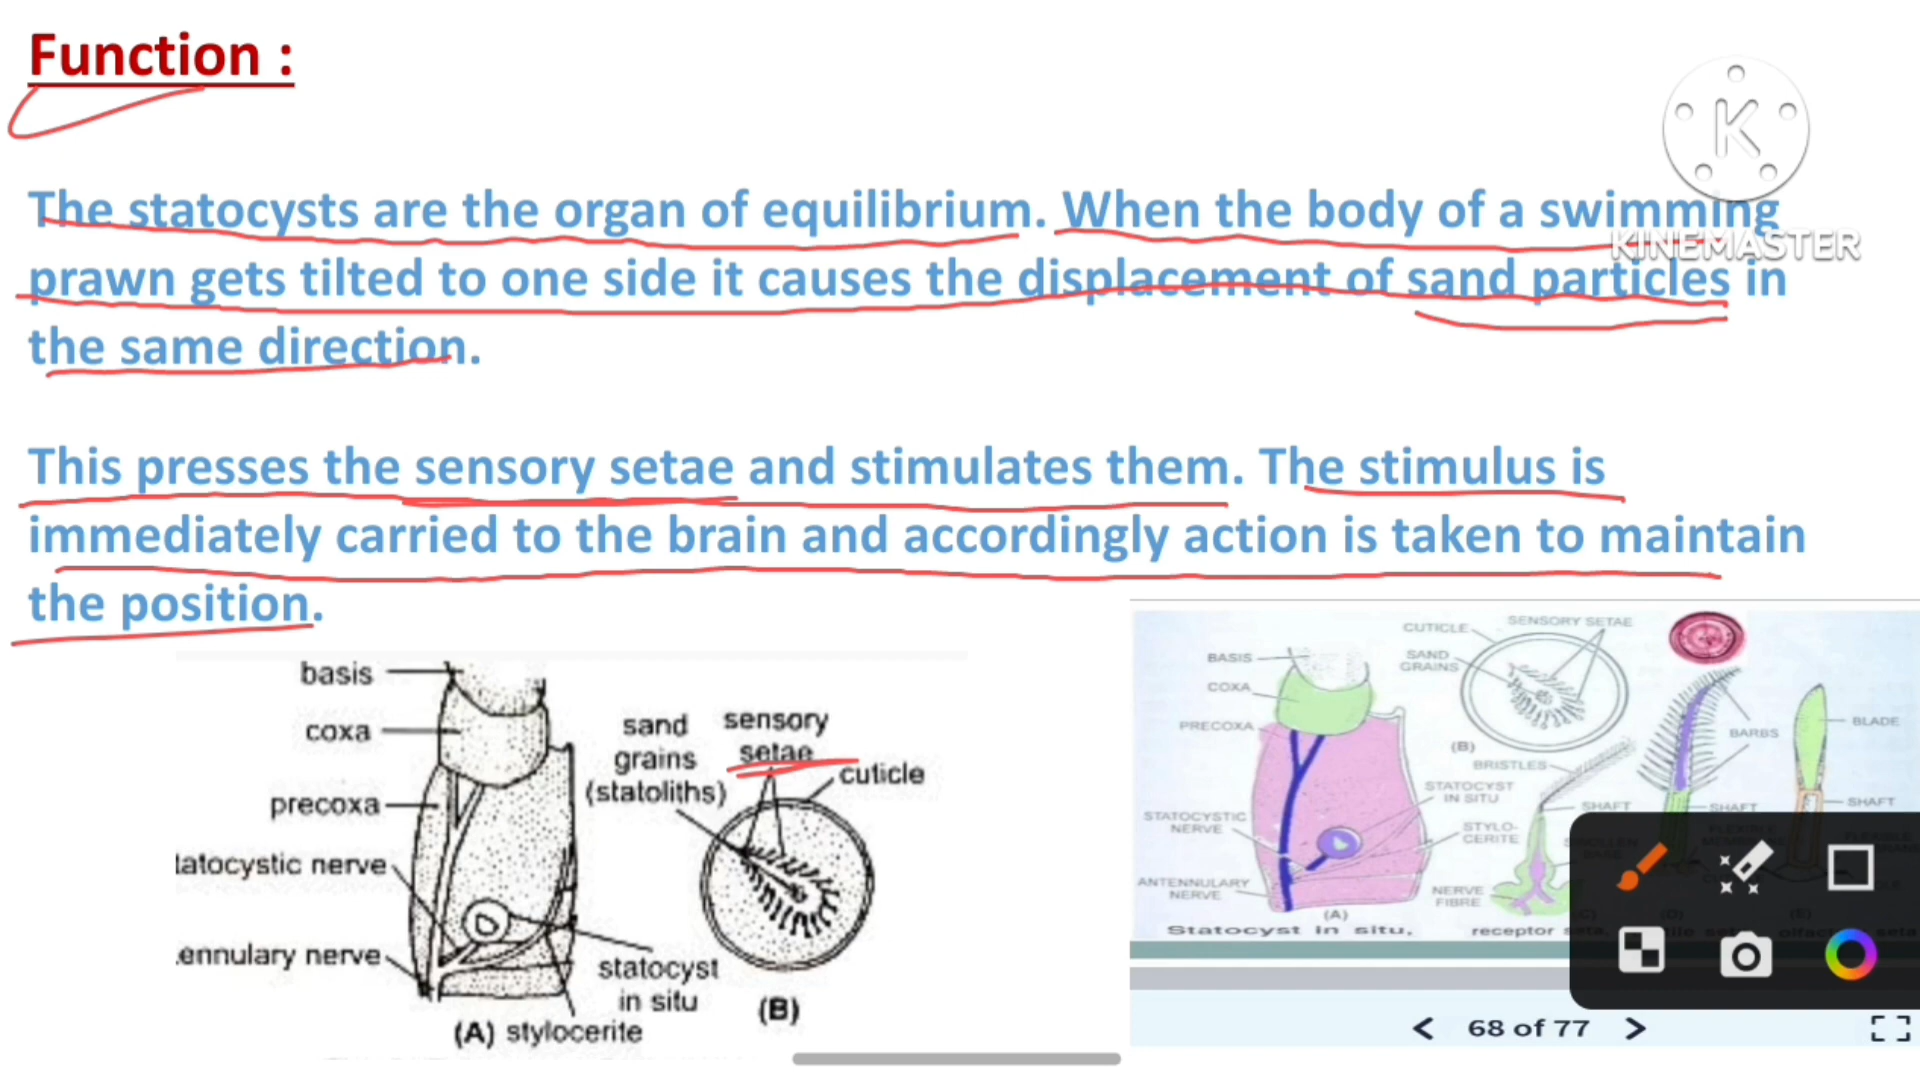 Function :
K
KINEMASTER
The statocysts are the organ of equilibrium. When the body of a swimming
prawn gets tilted to one side it causes the displacement of sand particles in
the same direction.
This presses the sensory setae and stimulates them. The stimulus is
immediately carried to the brain and accordingly action is taken to maintain
the position.
basis
coxa
precoxa
latocystic nerve
ennulary nerve
sand
grains
(statoliths)
sensory
setae
cuticle
statocyst
in situ
(A) stylocerite
(B)
BASIS
COXA
PRECOXA
STATOCYSTIC
NERVE
ANTENNULARY
NERVE
(A)
Statocyst in situ,
CUTICLE
SENSORY SETAE
SAND
GRAINS
(B)
BRISTLES
STATOCYST
IN SITU
SHAFT
STYLO-
CERITE
NERVE
FIBRE
receptor
BARBS
SHAFT
BLADE
SHAFT
68 of 77